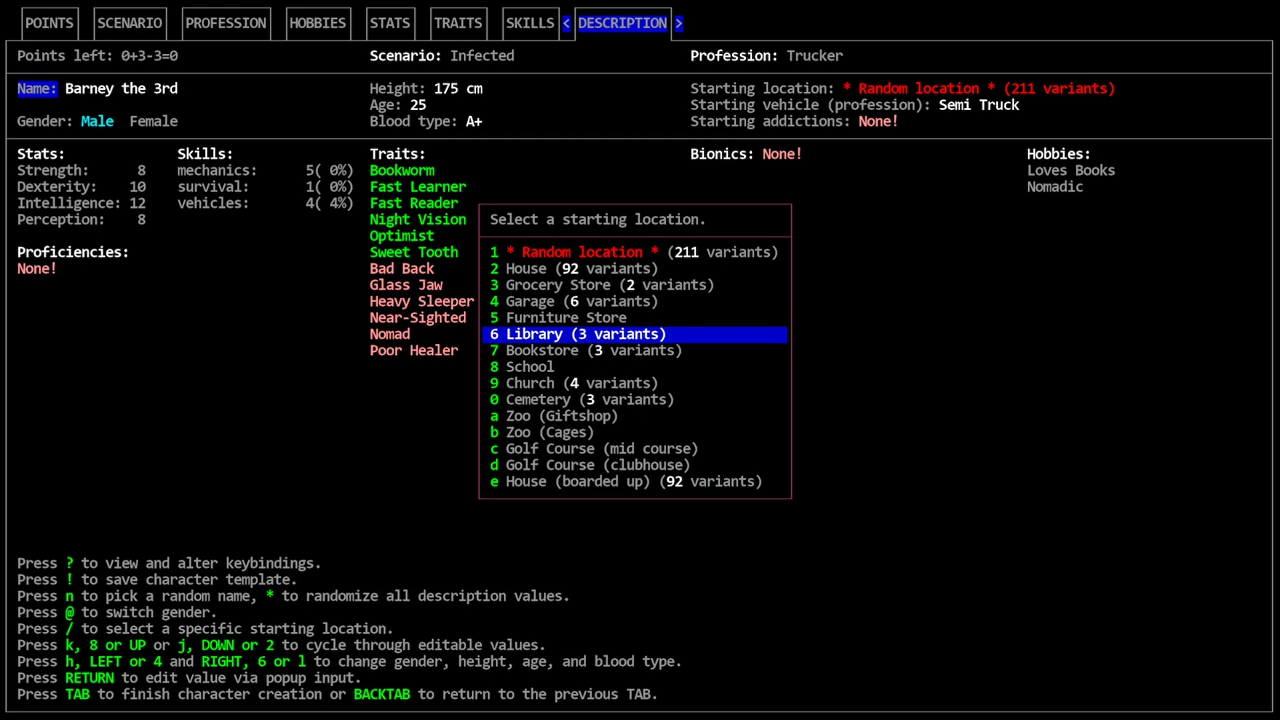 POINTS SCENARIO PROFESSION HOBBIES STATS TRAITS SKILLS < DESCRIPTION >
Points left: 0+3-3=0 Scenario: Infected Profession: Trucker
Name: Barney the 3rd Height: 175 cm Starting location: * Random location * (211 variants)
Age: 25 Starting vehicle (profession): Semi Truck
Gender: Male Female Blood type: A+ Starting addictions: None!
Stats: Skills: Traits: Bionics: None! Hobbies:
Strength: 8 mechanics: 5( 0%) Bookworm Loves Books
Dexterity: 10 survival: 1( 0%) Fast Learner Nomadic
Intelligence: 12 vehicles: 4( 4%) Fast Reader
Perception: 8 Night Vision Select a starting location.
Optimist
Proficiencies: Sweet Tooth 1 * Random location * (211 variants)
None! Bad Back 2 House (92 variants)
Glass Jaw 3 Grocery Store (2 variants)
Heavy Sleeper 4 Garage (6 variants)
Near-Sighted 5 Furniture Store
Nomad 6 Library (3 variants)
Poor Healer 7 Bookstore (3 variants)
8 School
9 Church (4 variants)
0 Cemetery (3 variants)
a Zoo (Giftshop)
b Zoo (Cages)
c Golf Course (mid course)
d Golf Course (clubhouse)
e House (boarded up) (92 variants)
Press ? to view and alter keybindings.
Press ! to save character template.
Press n to pick a random name, * to randomize all description values.
Press @ to switch gender.
Press / to select a specific starting location.
Press k, 8 or UP or j, DOWN or 2 to cycle through editable values.
Press h, LEFT or 4 and RIGHT, 6 or l to change gender, height, age, and blood type.
Press RETURN to edit value via popup input.
Press TAB to finish character creation or BACKTAB to return to the previous TAB.